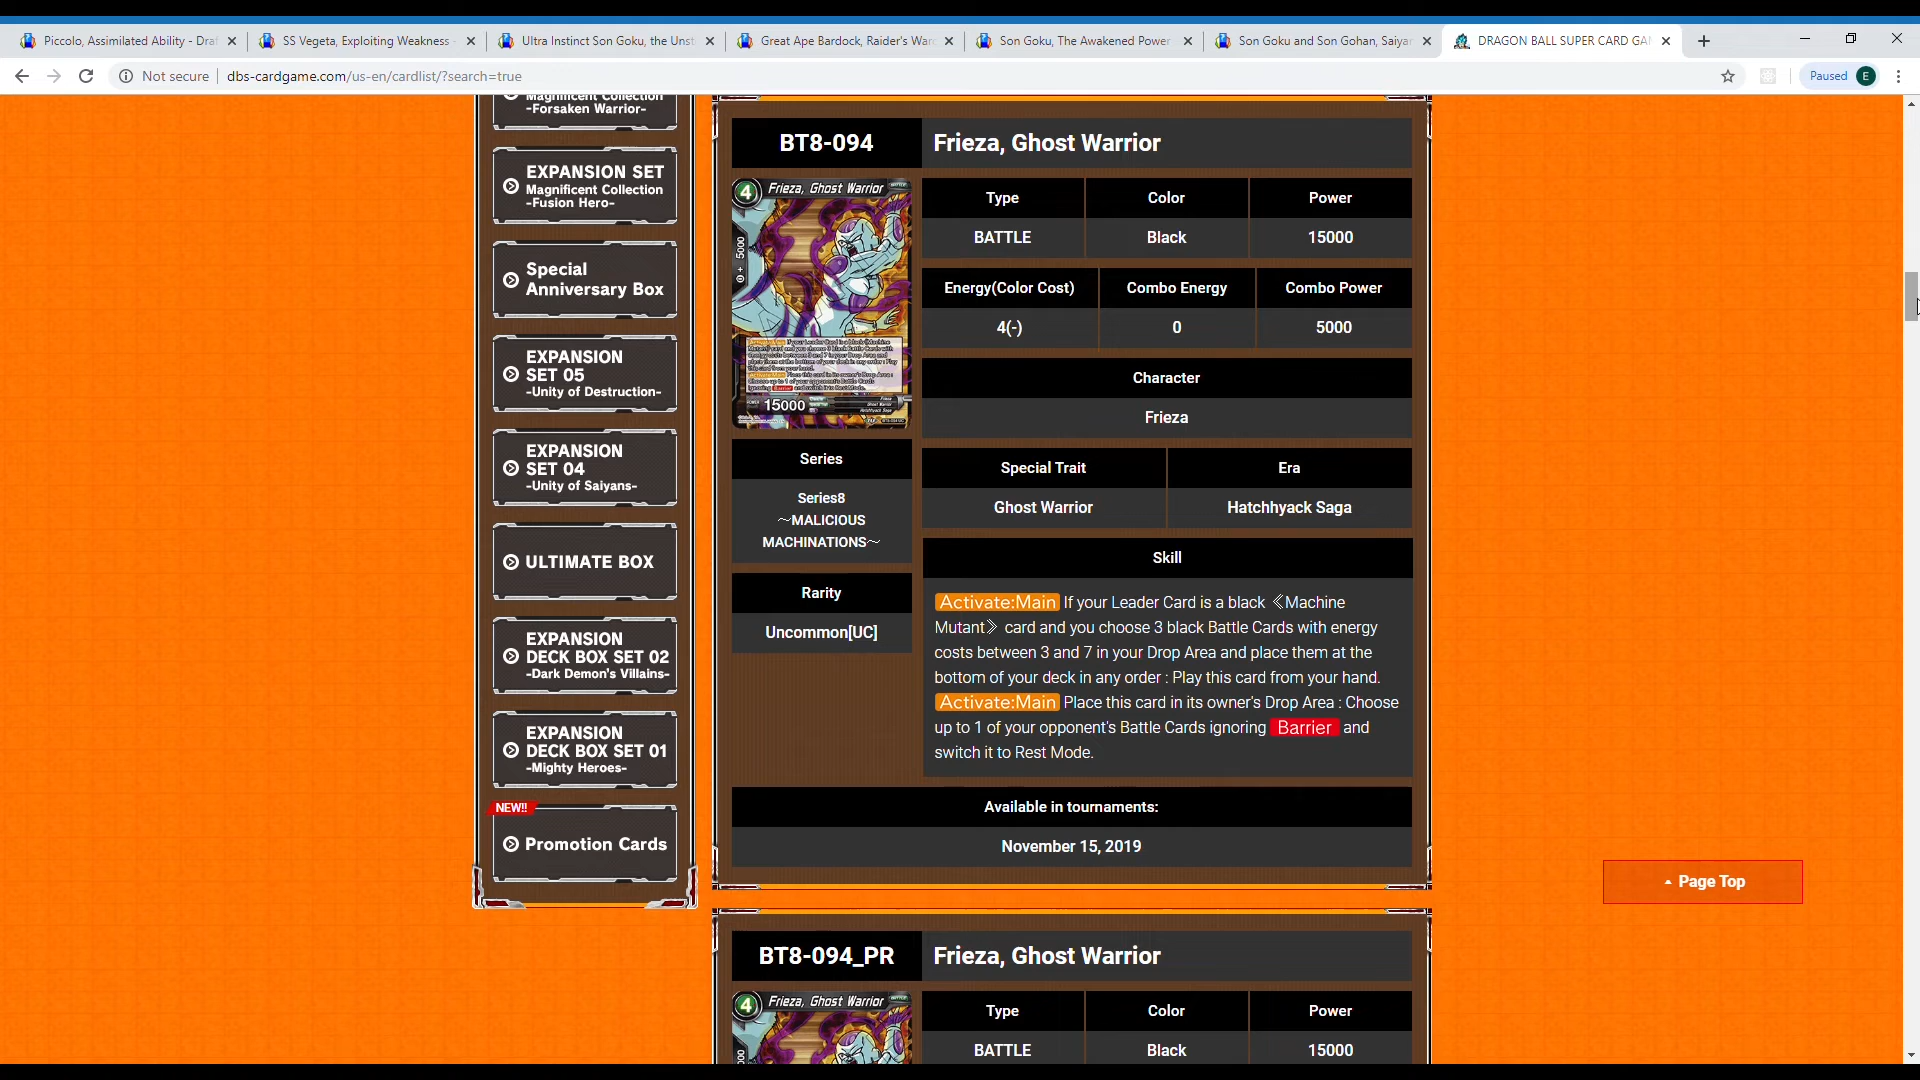 Piccolo, Assimilated Ability - Dra
SS Vegeta, Exploiting Weakness -
Ultra Instinct Son Goku, the Unst
Great Ape Bardock, Raider's War
Son Goku, The Awakened Power
Son Goku and Son Gohan, Saiyan
DRAGON BALL SUPER CARD GAM
Not secure
dbs-cardgame.com/us-en/cardlist/?search=true
Paused
E
Magnificent Collection
-Forsaken Warrior-
EXPANSION SET
Magnificent Collection
-Fusion Hero-
Special
Anniversary Box
EXPANSION
SET 05
-Unity of Destruction-
EXPANSION
SET 04
-Unity of Saiyans-
ULTIMATE BOX
EXPANSION
DECK BOX SET 02
-Dark Demon's Villains-
EXPANSION
DECK BOX SET 01
-Mighty Heroes-
NEW!!
Promotion Cards
BT8-094
Frieza, Ghost Warrior
4
Frieza, Ghost Warrior
5000
15000
Type
Color
Power
BATTLE
Black
15000
Energy(Color Cost)
Combo Energy
Combo Power
4(-)
0
5000
Character
Frieza
Series
Series8
～MALICIOUS
MACHINATIONS～
Special Trait
Era
Ghost Warrior
Hatchhyack Saga
Rarity
Uncommon[UC]
Skill
Activate:Main If your Leader Card is a black 《Machine
Mutant》 card and you choose 3 black Battle Cards with energy
costs between 3 and 7 in your Drop Area and place them at the
bottom of your deck in any order : Play this card from your hand.
Activate:Main Place this card in its owner's Drop Area : Choose
up to 1 of your opponent's Battle Cards ignoring Barrier and
switch it to Rest Mode.
Available in tournaments:
November 15, 2019
Page Top
BT8-094_PR
Frieza, Ghost Warrior
4
Frieza, Ghost Warrior
Type
Color
Power
BATTLE
Black
15000